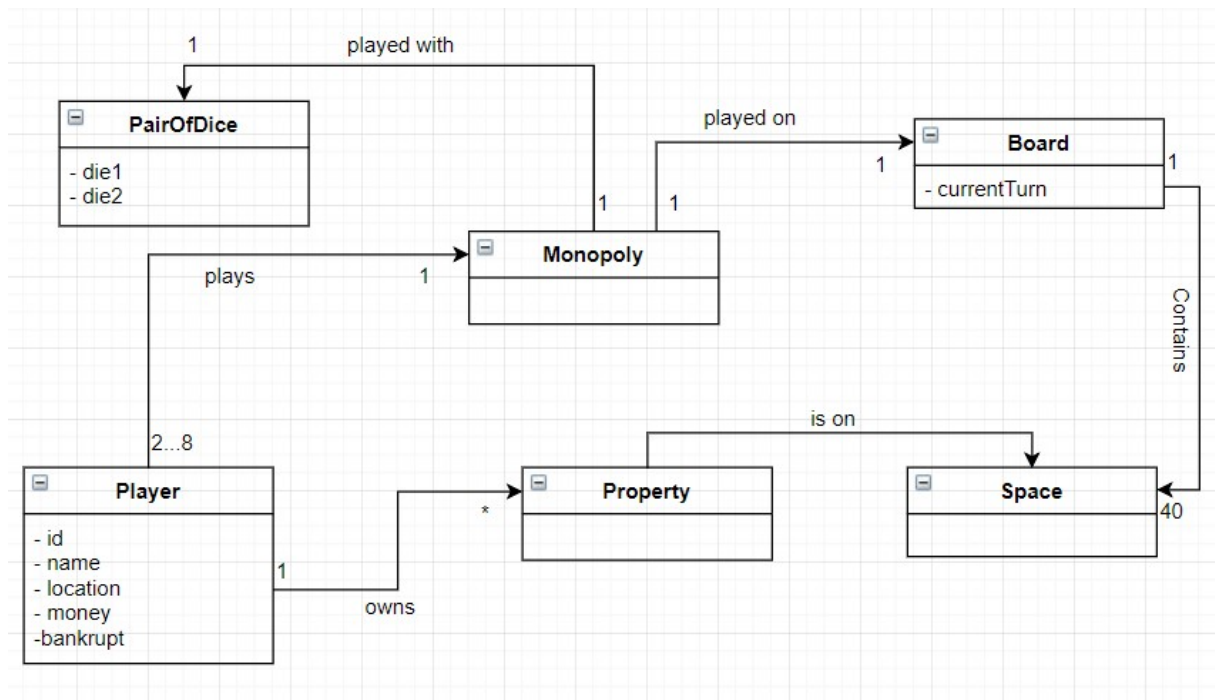 1
played with
PairOfDice
- die1
- die2
played on
1
Board
1
- currentTurn
1
1
Monopoly
plays
1
Contains
is on
2...8
Player
- id
- name
- location
- money
-bankrupt
1
owns
*
Property
Space
40